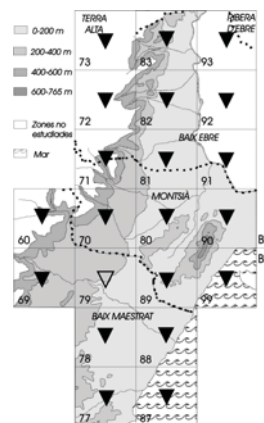 0-200 m
200-400 m
400-600 m
600-765 m
Zones no
estudiades
Mar
TERRA
ALTA
RIBERA
D'EBRE
73
83
93
72
82
92
BAIX EBRE
71
81
91
MONTSIÀ
60
70
80
90
B
B
69
79
89
99
BAIX MAESTRAT
78
88
77
87